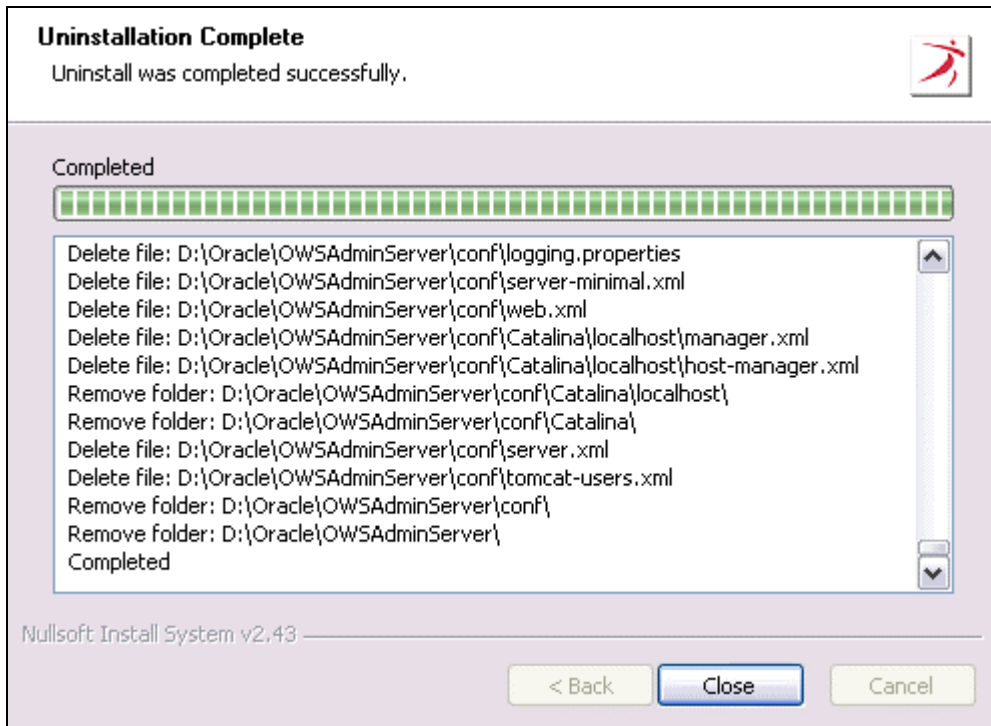 Uninstallation Complete
Uninstall was completed successfully.
Completed
Delete file: D:\Oracle\OWSAdminServer\conf\logging.properties
Delete file: D:\Oracle\OWSAdminServer\conf\server-minimal.xml
Delete file: D:\Oracle\OWSAdminServer\conf\web.xml
Delete file: D:\Oracle\OWSAdminServer\conf\Catalina\localhost\manager.xml
Delete file: D:\Oracle\OWSAdminServer\conf\Catalina\localhost\host-manager.xml
Remove folder: D:\Oracle\OWSAdminServer\conf\Catalina\localhost\
Remove folder: D:\Oracle\OWSAdminServer\conf\Catalina\
Delete file: D:\Oracle\OWSAdminServer\conf\server.xml
Delete file: D:\Oracle\OWSAdminServer\conf\tomcat-users.xml
Remove folder: D:\Oracle\OWSAdminServer\conf\
Remove folder: D:\Oracle\OWSAdminServer\
Completed
Nullsoft Install System v2.43
< Back Close Cancel